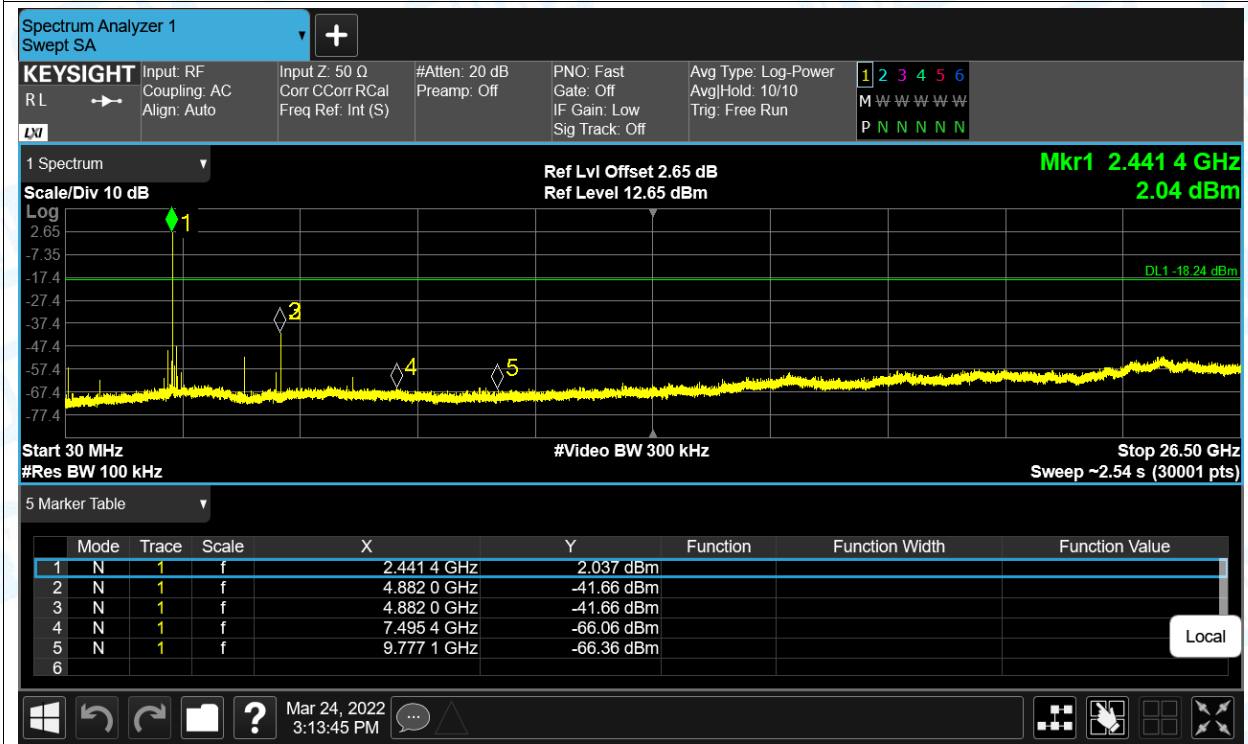 Spectrum Analyzer 1
Swept SA
+
KEYSIGHT
R L
LXI
Input: RF
Coupling: AC
Align: Auto
Input Z: 50 Ω
Corr CCorr RCal
Freq Ref: Int (S)
#Atten: 20 dB
Preamp: Off
PNO: Fast
Gate: Off
IF Gain: Low
Sig Track: Off
Avg Type: Log-Power
Avg|Hold: 10/10
Trig: Free Run
1 2 3 4 5 6
M W W W W W
P N N N N N
1 Spectrum
Scale/Div 10 dB
Ref Lvl Offset 2.65 dB
Ref Level 12.65 dBm
Mkr1 2.441 4 GHz
2.04 dBm
Log
2.65
-7.35
-17.4
-27.4
-37.4
-47.4
-57.4
-67.4
-77.4
1
4
5
DL1 -18.24 dBm
Start 30 MHz
#Video BW 300 kHz
Stop 26.50 GHz
#Res BW 100 kHz
Sweep ~2.54 s (30001 pts)
5 Marker Table
Mode Trace Scale X Y Function Function Width Function Value
1 N 1 f 2.441 4 GHz 2.037 dBm
2 N 1 f 4.882 0 GHz -41.66 dBm
3 N 1 f 4.882 0 GHz -41.66 dBm
4 N 1 f 7.495 4 GHz -66.06 dBm
5 N 1 f 9.777 1 GHz -66.36 dBm
6
Local
?
Mar 24, 2022
3:13:45 PM